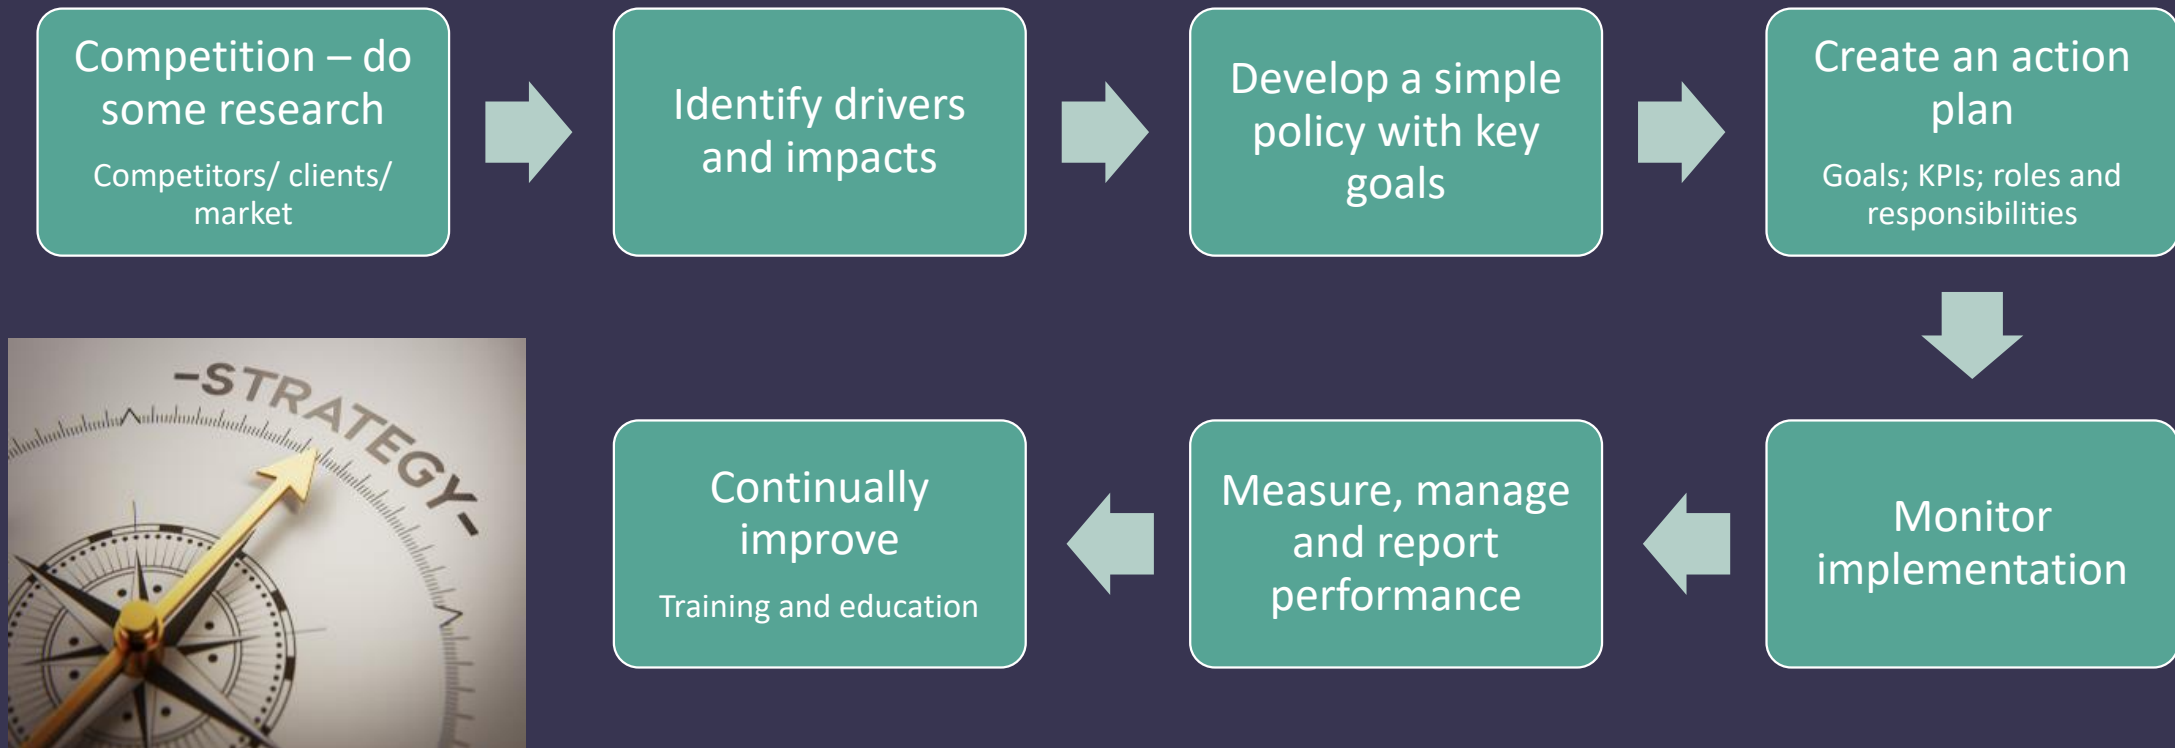 Competition – do
some research
Competitors/ clients/
market
Identify drivers
and impacts
Develop a simple
policy with key
goals
Create an action
plan
Goals; KPIs; roles and
responsibilities
Monitor
implementation
Measure, manage
and report
performance
Continually
improve
Training and education
-STRATEGY-